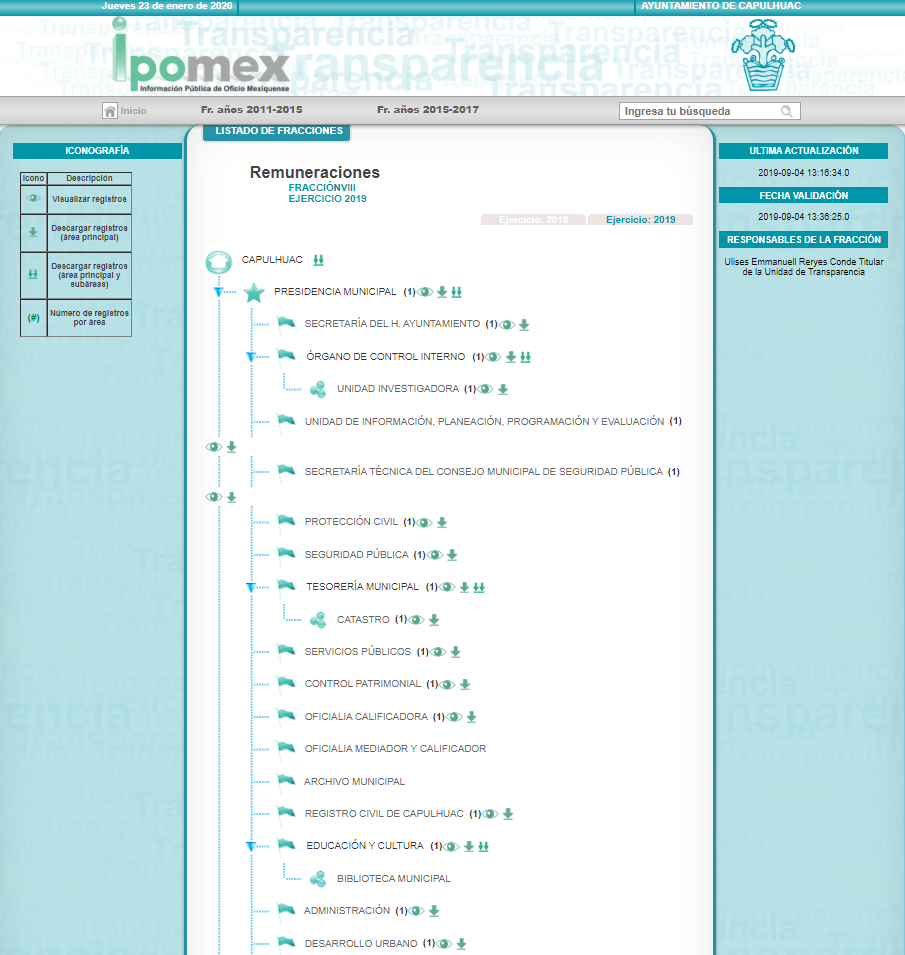 Jueves 23 de enero de 2020
AYUNTAMIENTO DE CAPULHUAC
Transparencia
ipomex
Información Pública de Oficio Mexiquense
Inicio
Fr. años 2011-2015
Fr. años 2015-2017
Ingresa tu búsqueda
ICONOGRAFÍA
Icono Descripción
Visualizar registros
Descargar registros
(área principal)
Descargar registros
(área principal y
subáreas)
(#) Número de registros
por área
LISTADO DE FRACCIONES
Remuneraciones
FRACCIÓNVIII
EJERCICIO 2019
Ejercicio: 2018 Ejercicio: 2019
CAPULHUAC
PRESIDENCIA MUNICIPAL (1)
SECRETARÍA DEL H. AYUNTAMIENTO (1)
ÓRGANO DE CONTROL INTERNO (1)
UNIDAD INVESTIGADORA (1)
UNIDAD DE INFORMACIÓN, PLANEACIÓN, PROGRAMACIÓN Y EVALUACIÓN (1)
SECRETARÍA TÉCNICA DEL CONSEJO MUNICIPAL DE SEGURIDAD PÚBLICA (1)
PROTECCIÓN CIVIL (1)
SEGURIDAD PÚBLICA (1)
TESORERÍA MUNICIPAL (1)
CATASTRO (1)
SERVICIOS PÚBLICOS (1)
CONTROL PATRIMONIAL (1)
OFICIALIA CALIFICADORA (1)
OFICIALIA MEDIADOR Y CALIFICADOR
ARCHIVO MUNICIPAL
REGISTRO CIVIL DE CAPULHUAC (1)
EDUCACIÓN Y CULTURA (1)
BIBLIOTECA MUNICIPAL
ADMINISTRACIÓN (1)
DESARROLLO URBANO (1)
ULTIMA ACTUALIZACIÓN
2019-09-04 13:16:34.0
FECHA VALIDACIÓN
2019-09-04 13:36:25.0
RESPONSABLES DE LA FRACCIÓN
Ulises Emmanuell Reryes Conde Titular
de la Unidad de Transparencia